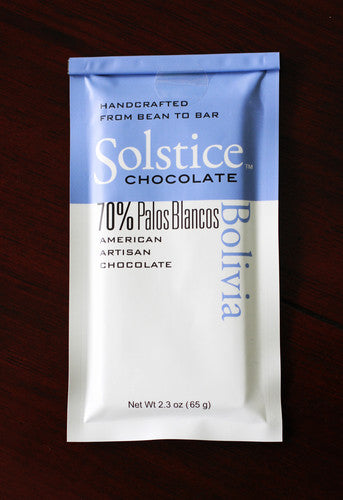 HANDCRAFTED
FROM BEAN TO BAR
Solstice™
CHOCOLATE
70% Palos Blancos
AMERICAN
ARTISAN
CHOCOLATE
Bolivia
Net Wt 2.3 oz (65 g)